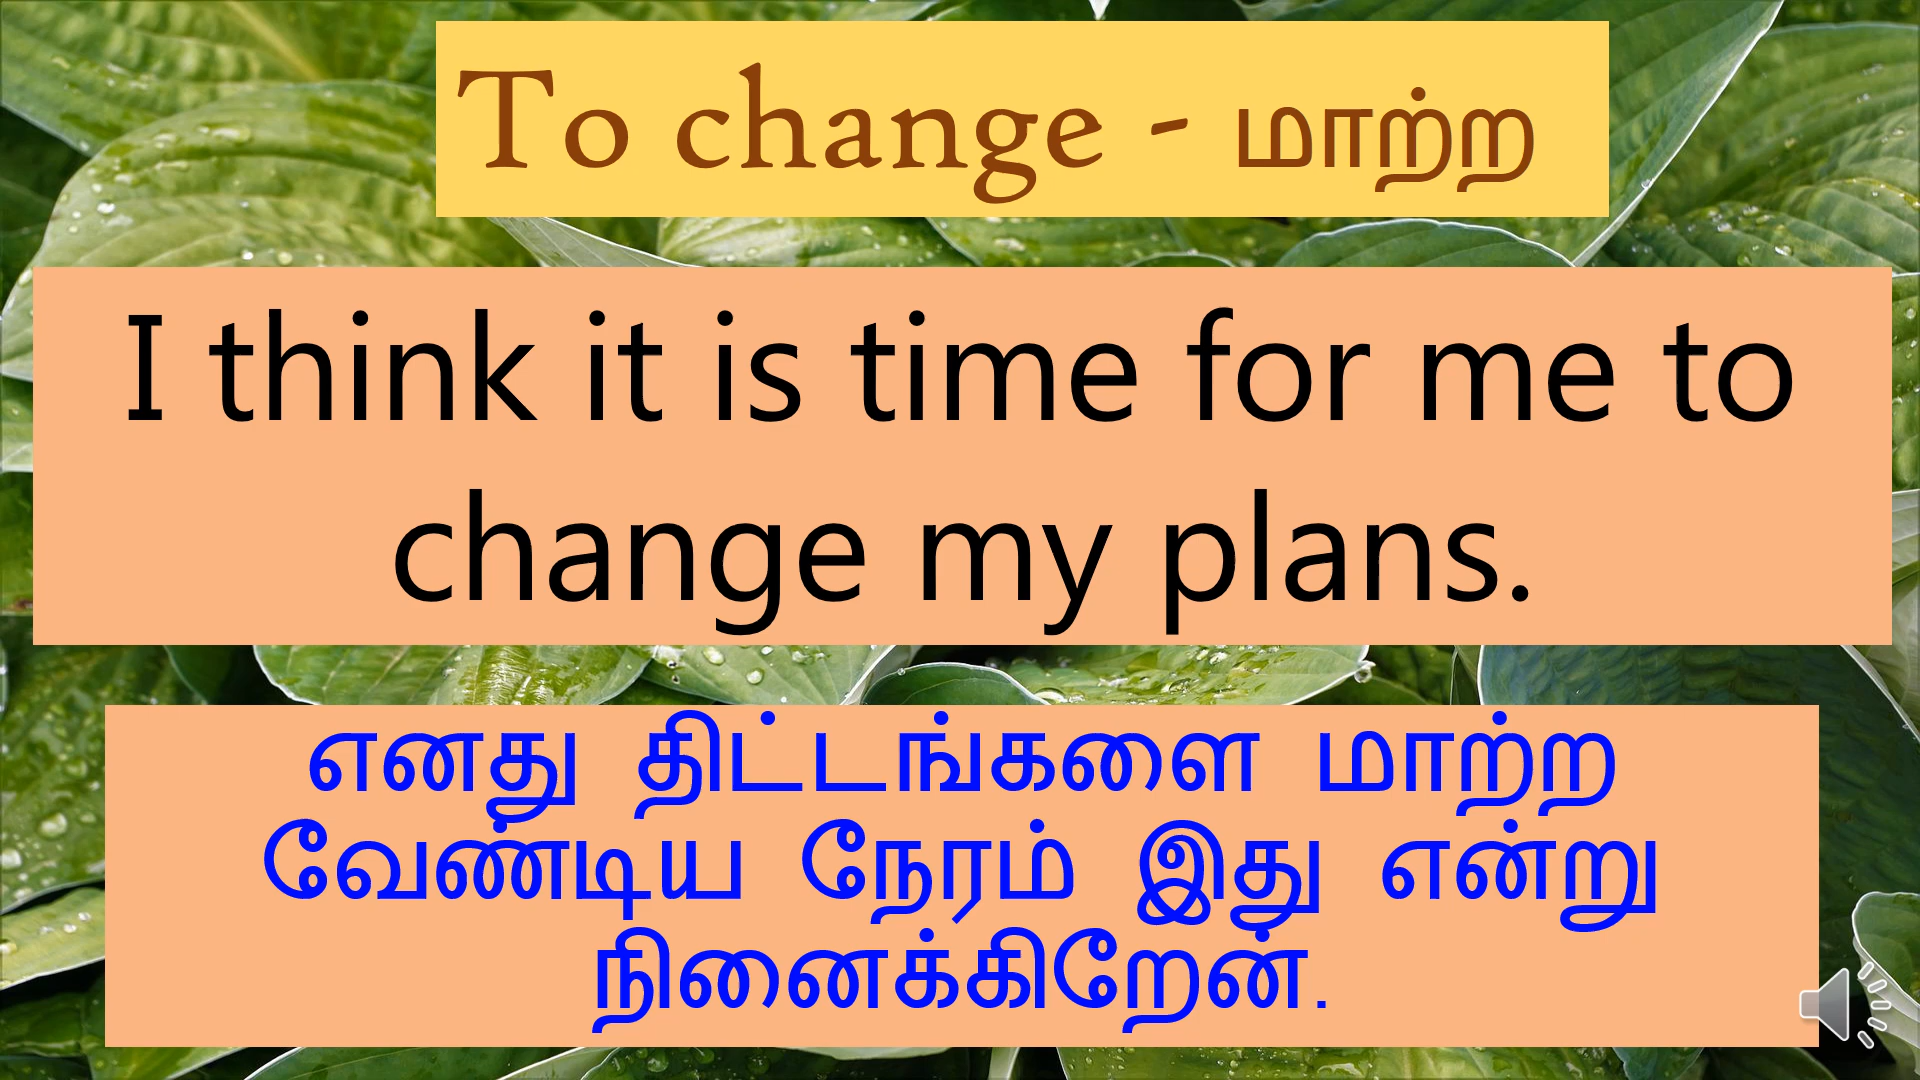 To change - மாற்ற
I think it is time for me to
change my plans.
எனது திட்டங்களை மாற்ற
வேண்டிய நேரம் இது என்று
நினைக்கிறேன்.